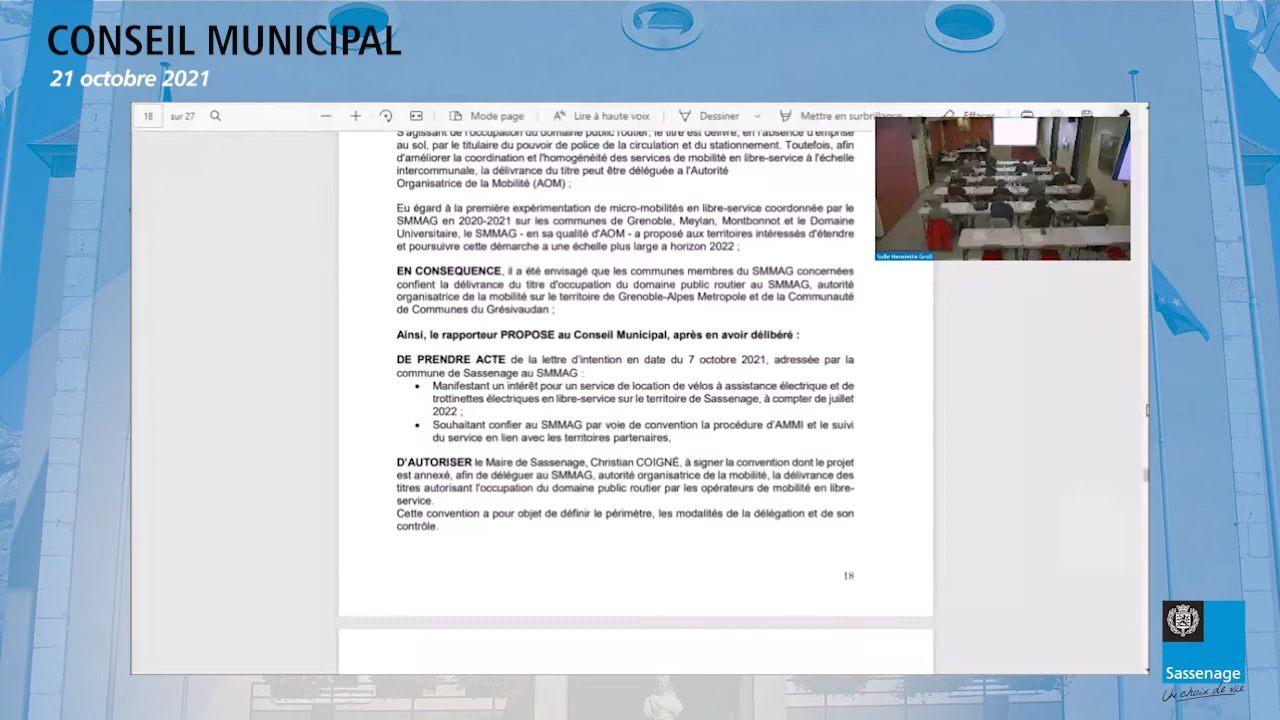 CONSEIL MUNICIPAL
21 octobre 2021
18 sur 27
Mode page
Lire à haute voix
Dessiner
Mettre en surbrillance
Effacer
S'agissant de l'occupation du domaine public routier, le titre est délivré, en l'absence d'emprise
au sol, par le titulaire du pouvoir de police de la circulation et du stationnement. Toutefois, afin
d'améliorer la coordination et l'homogénéité des services de mobilité en libre-service à l'échelle
intercommunale, la délivrance du titre peut être déléguée a l'Autorité
Organisatrice de la Mobilité (AOM) ;
Eu égard à la première expérimentation de micro-mobilités en libre-service coordonnée par le
SMMAG en 2020-2021 sur les communes de Grenoble, Meylan, Montbonnot et le Domaine
Universitaire, le SMMAG - en sa qualité d'AOM - a proposé aux territoires intéressés d'étendre
et poursuivre cette démarche a une échelle plus large a horizon 2022 ;
EN CONSEQUENCE, il a été envisagé que les communes membres du SMMAG concernées
confient la délivrance du titre d'occupation du domaine public routier au SMMAG, autorité
organisatrice de la mobilité sur le territoire de Grenoble-Alpes Metropole et de la Communauté
de Communes du Grésivaudan ;
Ainsi, le rapporteur PROPOSE au Conseil Municipal, après en avoir délibéré :
DE PRENDRE ACTE de la lettre d'intention en date du 7 octobre 2021, adressée par la
commune de Sassenage au SMMAG :
• Manifestant un intérêt pour un service de location de vélos à assistance électrique et de
trottinettes électriques en libre-service sur le territoire de Sassenage, à compter de juillet
2022 ;
• Souhaitant confier au SMMAG par voie de convention la procédure d'AMMI et le suivi
du service en lien avec les territoires partenaires,
D'AUTORISER le Maire de Sassenage, Christian COIGNÉ, à signer la convention dont le projet
est annexé, afin de déléguer au SMMAG, autorité organisatrice de la mobilité, la délivrance des
titres autorisant l'occupation du domaine public routier par les opérateurs de mobilité en libre-
service.
Cette convention a pour objet de définir le périmètre, les modalités de la délégation et de son
contrôle.
18
Salle Henriette Groll
Sassenage
Un choix de vie